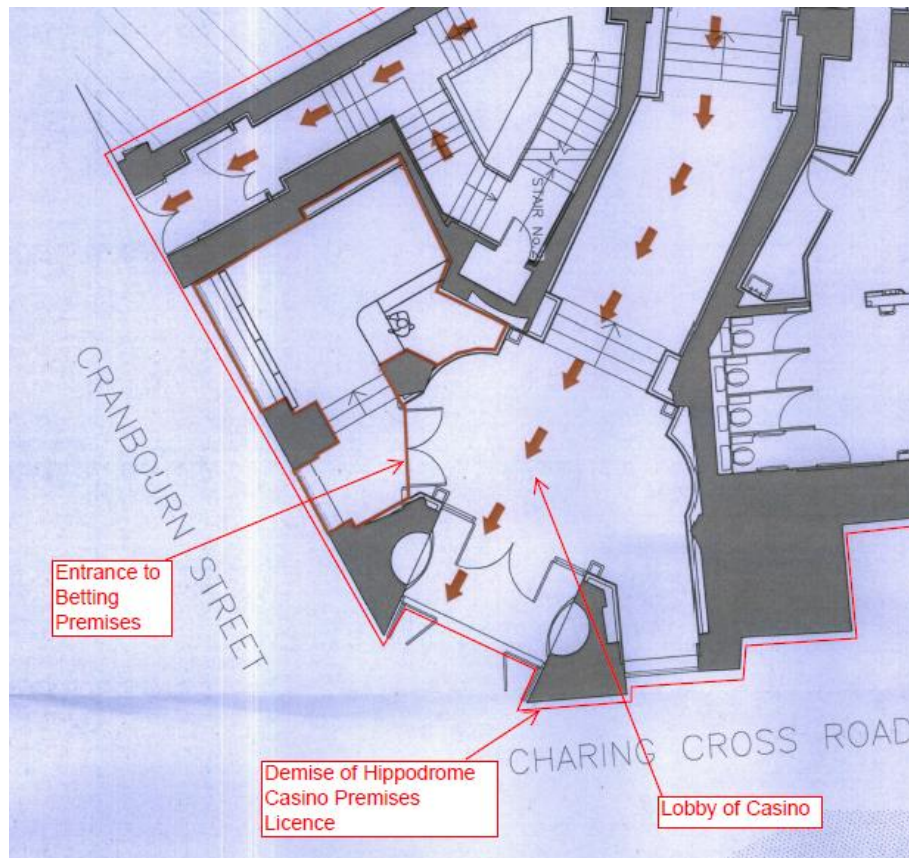 STAIR No.2
CRANBOURN STREET
Entrance to
Betting
Premises
Demise of Hippodrome
Casino Premises
Licence
CHARING CROSS ROAD
Lobby of Casino